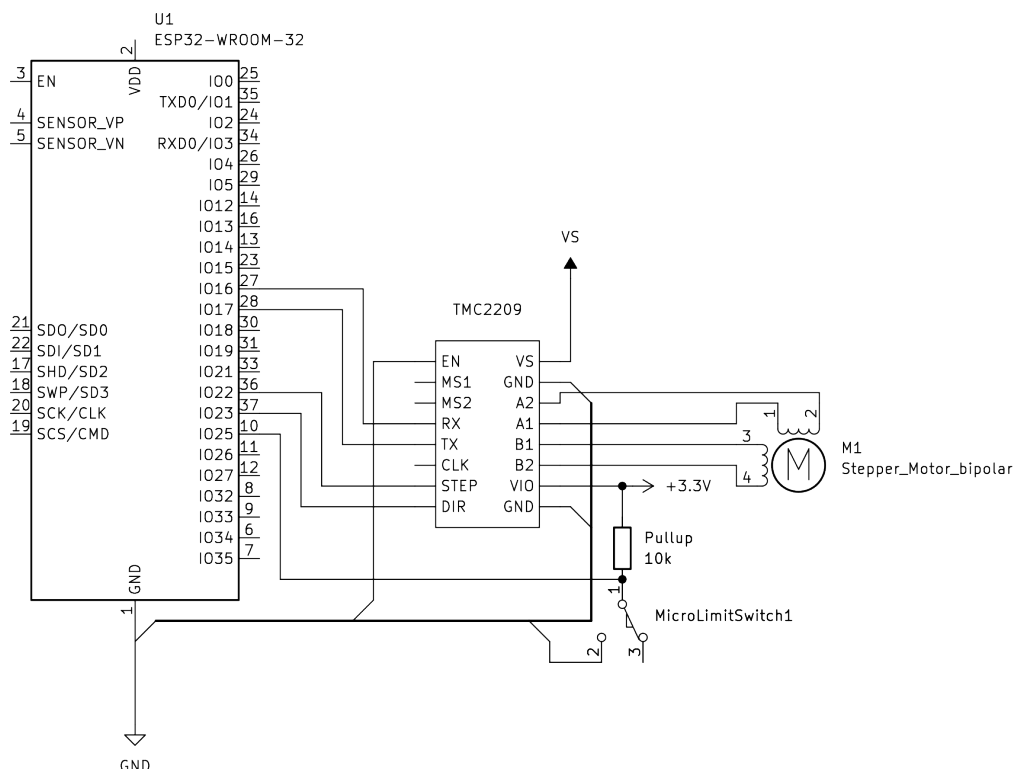 U1
ESP32-WROOM-32
2
VDD
3 EN
4 SENSOR_VP
5 SENSOR_VN
21 SDO/SD0
22 SDI/SD1
17 SHD/SD2
18 SWP/SD3
20 SCK/CLK
19 SCS/CMD
IO0 25
TXD0/IO1 35
IO2 24
RXD0/IO3 34
IO4 26
IO5 29
IO12 14
IO13 16
IO14 13
IO15 23
IO16 27
IO17 28
IO18 30
IO19 31
IO21 33
IO22 36
IO23 37
IO25 10
IO26 11
IO27 12
IO32 8
IO33 9
IO34 6
IO35 7
GND
1
GND
VS
TMC2209
EN VS
MS1 GND
MS2 A2
RX A1
TX B1
CLK B2
STEP VIO
DIR GND
1 2
3
4
M
M1
Stepper_Motor_bipolar
+3.3V
Pullup
10k
1
MicroLimitSwitch1
2
3